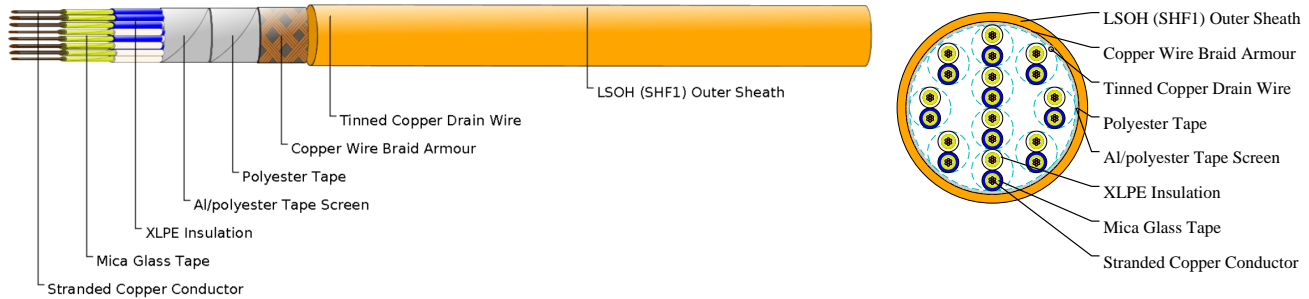 LSOH (SHF1) Outer Sheath
Tinned Copper Drain Wire
Copper Wire Braid Armour
Polyester Tape
Al/polyester Tape Screen
XLPE Insulation
Mica Glass Tape
Stranded Copper Conductor
LSOH (SHF1) Outer Sheath
Copper Wire Braid Armour
Tinned Copper Drain Wire
Polyester Tape
Al/polyester Tape Screen
XLPE Insulation
Mica Glass Tape
Stranded Copper Conductor